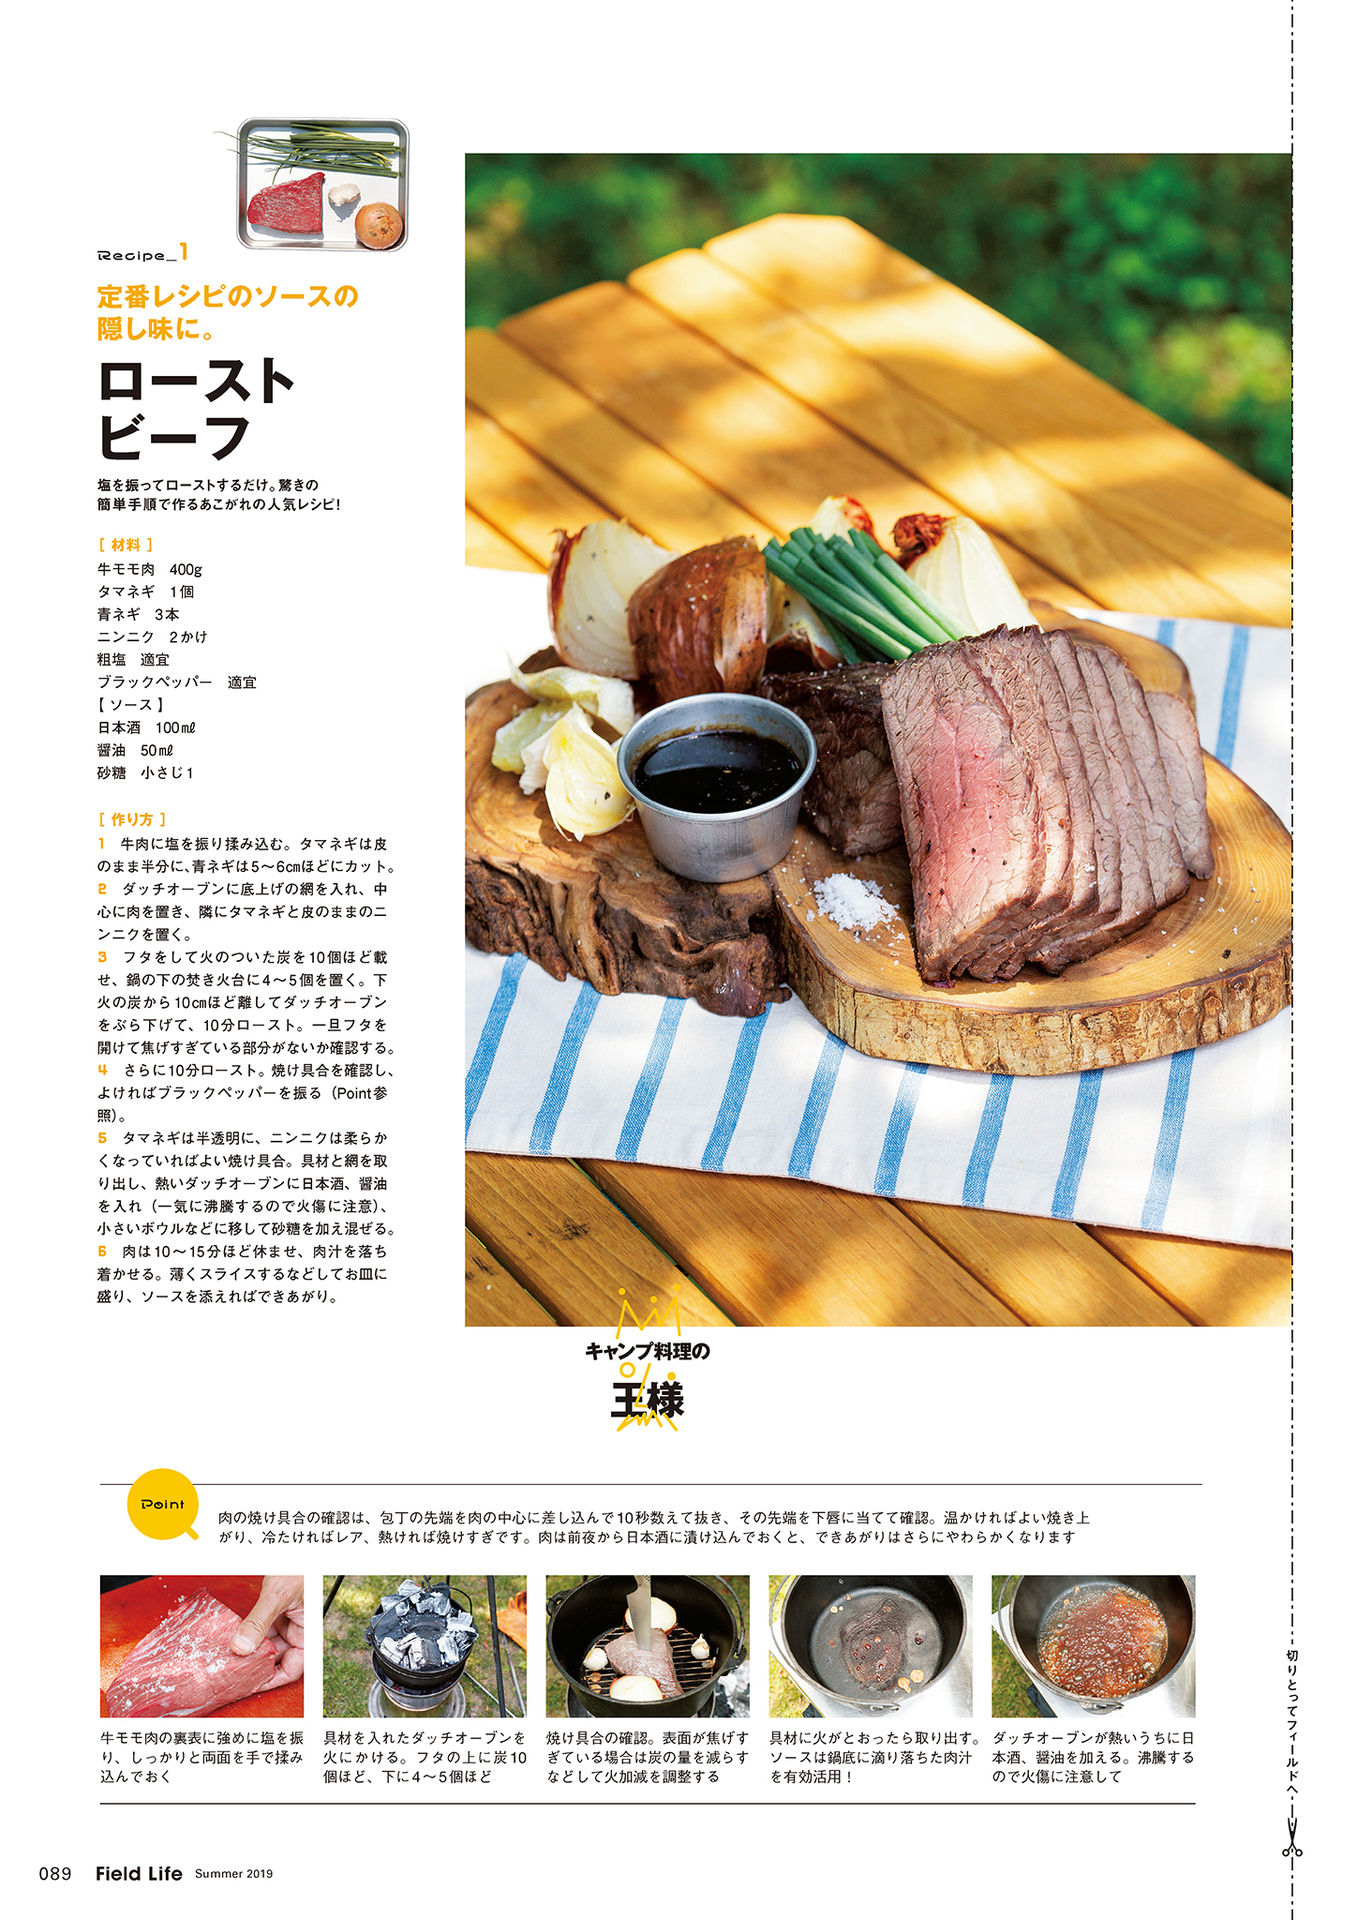 Recipe_1
定番レシピのソースの
隠し味に。
ロースト
ビーフ
塩を振ってローストするだけ。驚きの
簡単手順で作るあこがれの人気レシピ！
［ 材料 ］
牛モモ肉　400g
タマネギ　1個
青ネギ　3本
ニンニク　2かけ
粗塩　適宜
ブラックペッパー　適宜
【 ソース 】
日本酒　100㎖
醤油　50㎖
砂糖　小さじ1
［ 作り方 ］
1　牛肉に塩を振り揉み込む。タマネギは皮
のまま半分に、青ネギは5〜6㎝ほどにカット。
2　ダッチオーブンに底上げの網を入れ、中
心に肉を置き、隣にタマネギと皮のままのニ
ンニクを置く。
3　フタをして火のついた炭を10個ほど載
せ、鍋の下の焚き火台に4〜5個を置く。下
火の炭から10㎝ほど離してダッチオーブン
をぶら下げて、10分ロースト。一旦フタを
開けて焦げすぎている部分がないか確認する。
4　さらに10分ロースト。焼け具合を確認し、
よければブラックペッパーを振る（Point参
照）。
5　タマネギは半透明に、ニンニクは柔らか
くなっていればよい焼け具合。具材と網を取
り出し、熱いダッチオーブンに日本酒、醤油
を入れ（一気に沸騰するので火傷に注意）、
小さいボウルなどに移して砂糖を加え混ぜる。
6　肉は10〜15分ほど休ませ、肉汁を落ち
着かせる。薄くスライスするなどしてお皿に
盛り、ソースを添えればできあがり。
キャンプ料理の
王様
Point
肉の焼け具合の確認は、包丁の先端を肉の中心に差し込んで10秒数えて抜き、その先端を下唇に当てて確認。温かければよい焼き上
がり、冷たければレア、熱ければ焼けすぎです。肉は前夜から日本酒に漬け込んでおくと、できあがりはさらにやわらかくなります
牛モモ肉の裏表に強めに塩を振
り、しっかりと両面を手で揉み
込んでおく
具材を入れたダッチオーブンを
火にかける。フタの上に炭10
個ほど、下に4〜5個ほど
焼け具合の確認。表面が焦げす
ぎている場合は炭の量を減らす
などして火加減を調整する
具材に火がとおったら取り出す。
ソースは鍋底に滴り落ちた肉汁
を有効活用！
ダッチオーブンが熱いうちに日
本酒、醤油を加える。沸騰する
ので火傷に注意して
切りとってフィールドへ
089 Field Life Summer 2019